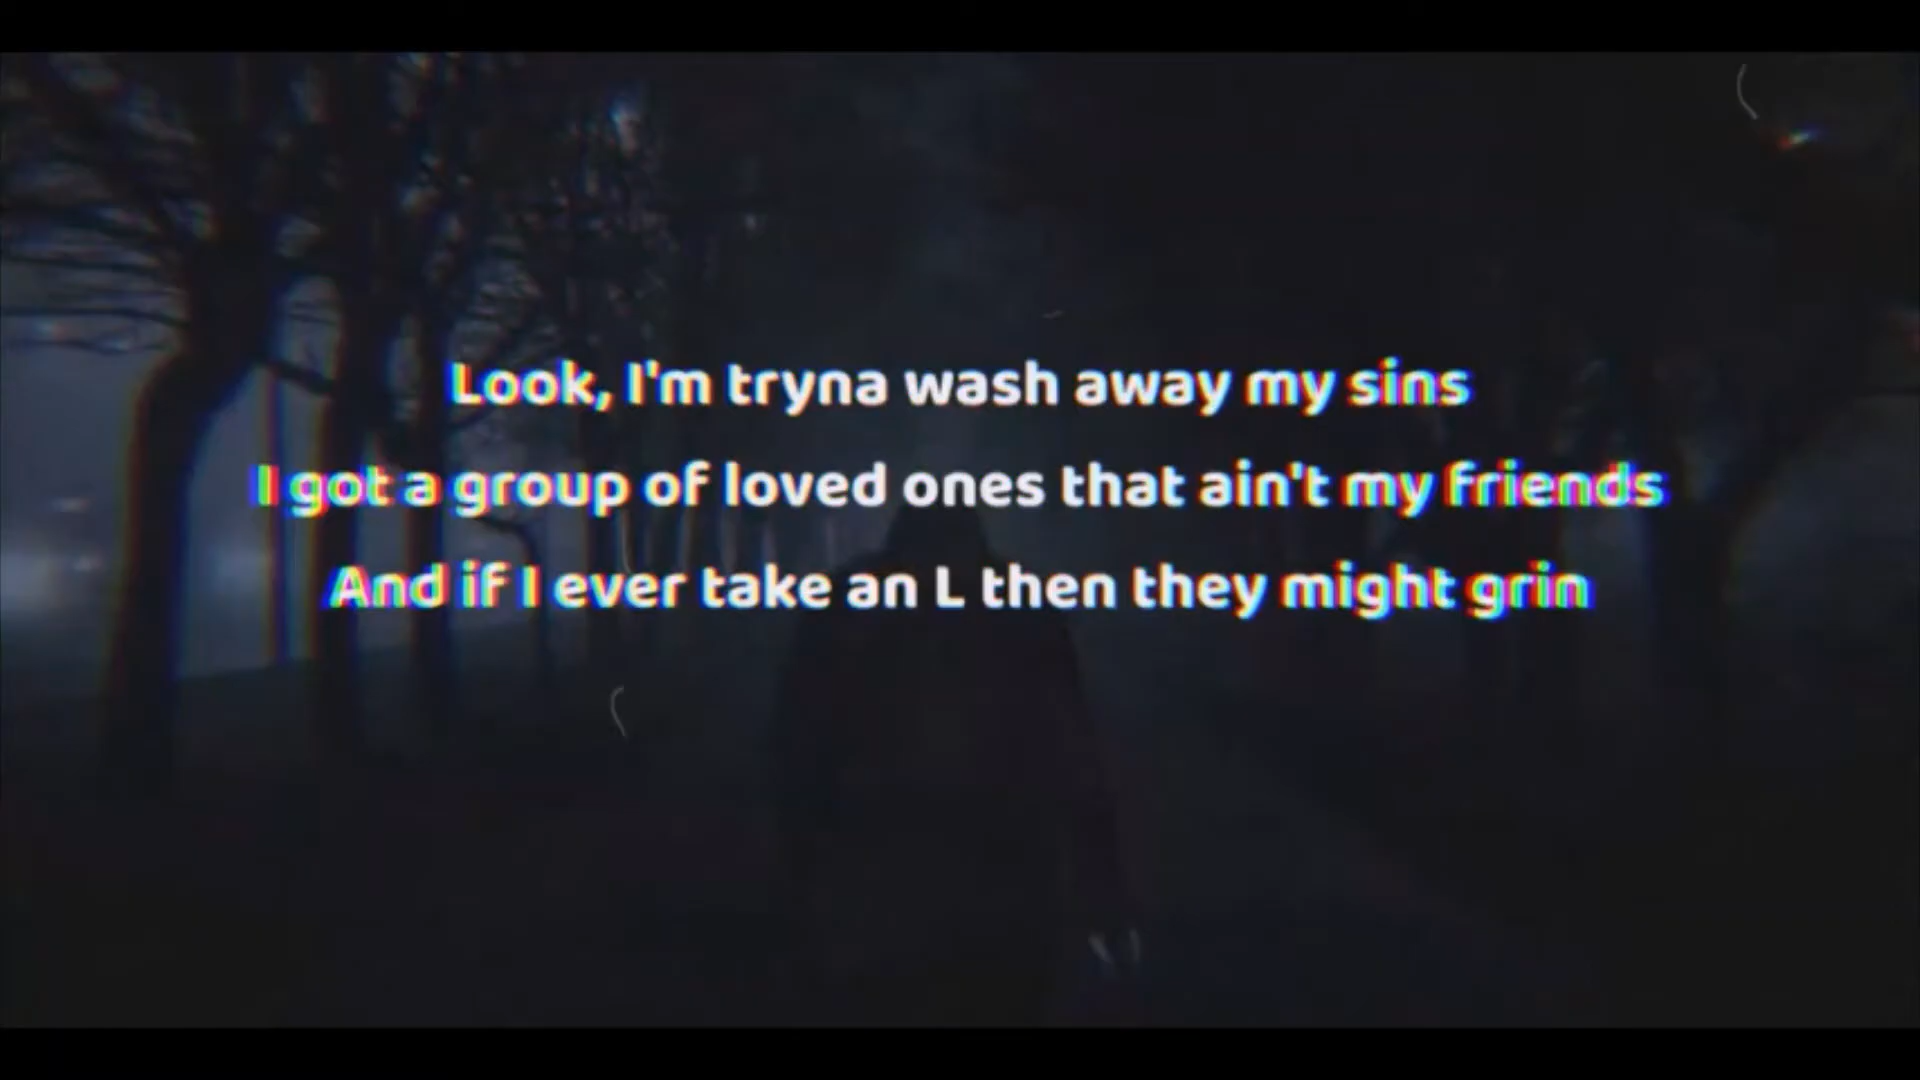 Look, I'm tryna wash away my sins
I got a group of loved ones that ain't my friends
And if I ever take an L then they might grin